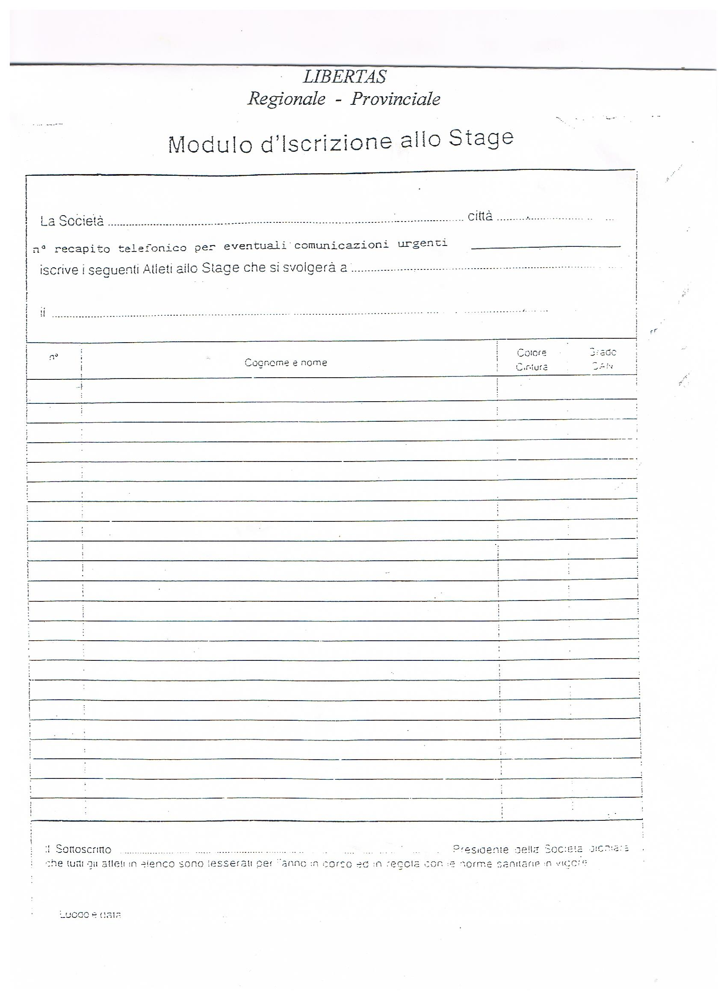 LIBERTAS
Regionale - Provinciale
Modulo d'Iscrizione allo Stage
La Società ........................ città ................
n° recapito telefonico per eventuali comunicazioni urgenti ____________
iscrive i seguenti Atleti allo Stage che si svolgerà a ........................
il ........................
n° Cognome e nome Colore Cintura Grado DAN
Il Sottoscritto ........................ Presidente della Società dichiara
che tutti gli atleti in elenco sono tesserati per l'anno in corso ed in regola con le norme sanitarie in vigore
Luogo e data